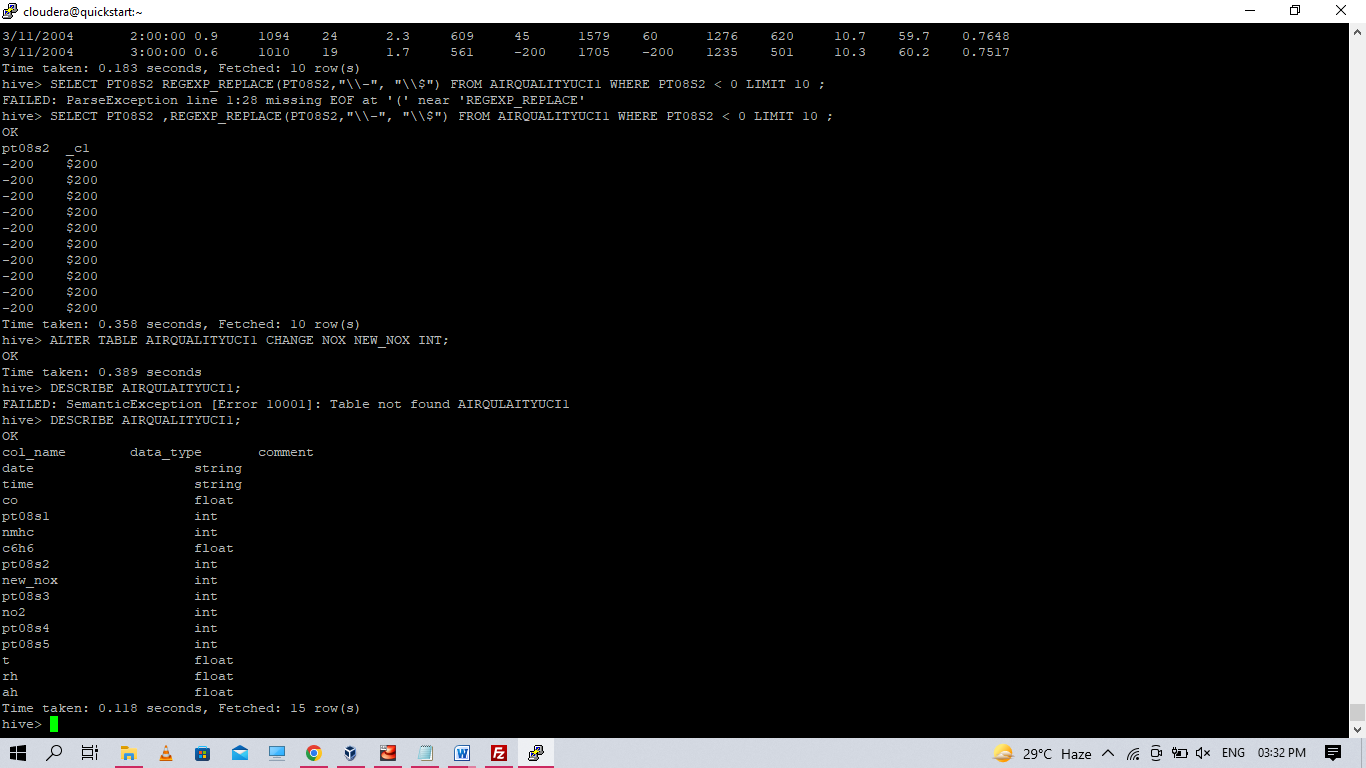 cloudera@quickstart:~
3/11/2004 2:00:00 0.9 1094 24 2.3 609 45 1579 60 1276 620 10.7 59.7 0.7648
3/11/2004 3:00:00 0.6 1010 19 1.7 561 -200 1705 -200 1235 501 10.3 60.2 0.7517
Time taken: 0.183 seconds, Fetched: 10 row(s)
hive> SELECT PT08S2 REGEXP_REPLACE(PT08S2,"\\-", "\\$") FROM AIRQUALITYUCI1 WHERE PT08S2 < 0 LIMIT 10 ;
FAILED: ParseException line 1:28 missing EOF at '(' near 'REGEXP_REPLACE'
hive> SELECT PT08S2 ,REGEXP_REPLACE(PT08S2,"\\-", "\\$") FROM AIRQUALITYUCI1 WHERE PT08S2 < 0 LIMIT 10 ;
OK
pt08s2 _c1
-200 $200
-200 $200
-200 $200
-200 $200
-200 $200
-200 $200
-200 $200
-200 $200
-200 $200
-200 $200
Time taken: 0.358 seconds, Fetched: 10 row(s)
hive> ALTER TABLE AIRQUALITYUCI1 CHANGE NOX NEW_NOX INT;
OK
Time taken: 0.389 seconds
hive> DESCRIBE AIRQULAITYUCI1;
FAILED: SemanticException [Error 10001]: Table not found AIRQULAITYUCI1
hive> DESCRIBE AIRQUALITYUCI1;
OK
col_name data_type comment
date string
time string
co float
pt08s1 int
nmhc int
c6h6 float
pt08s2 int
new_nox int
pt08s3 int
no2 int
pt08s4 int
pt08s5 int
t float
rh float
ah float
Time taken: 0.118 seconds, Fetched: 15 row(s)
hive>
29°C Haze ENG 03:32 PM